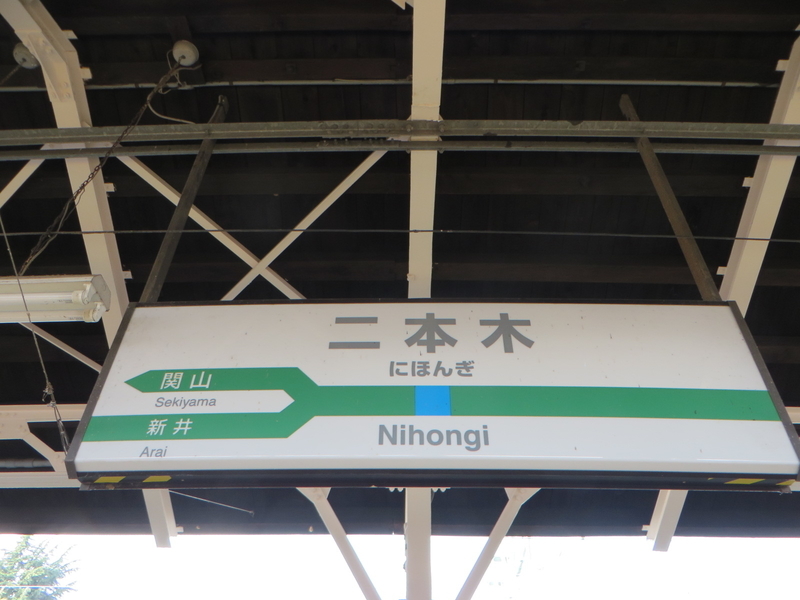 二本木
にほんぎ
関山
Sekiyama
新井
Arai
Nihongi